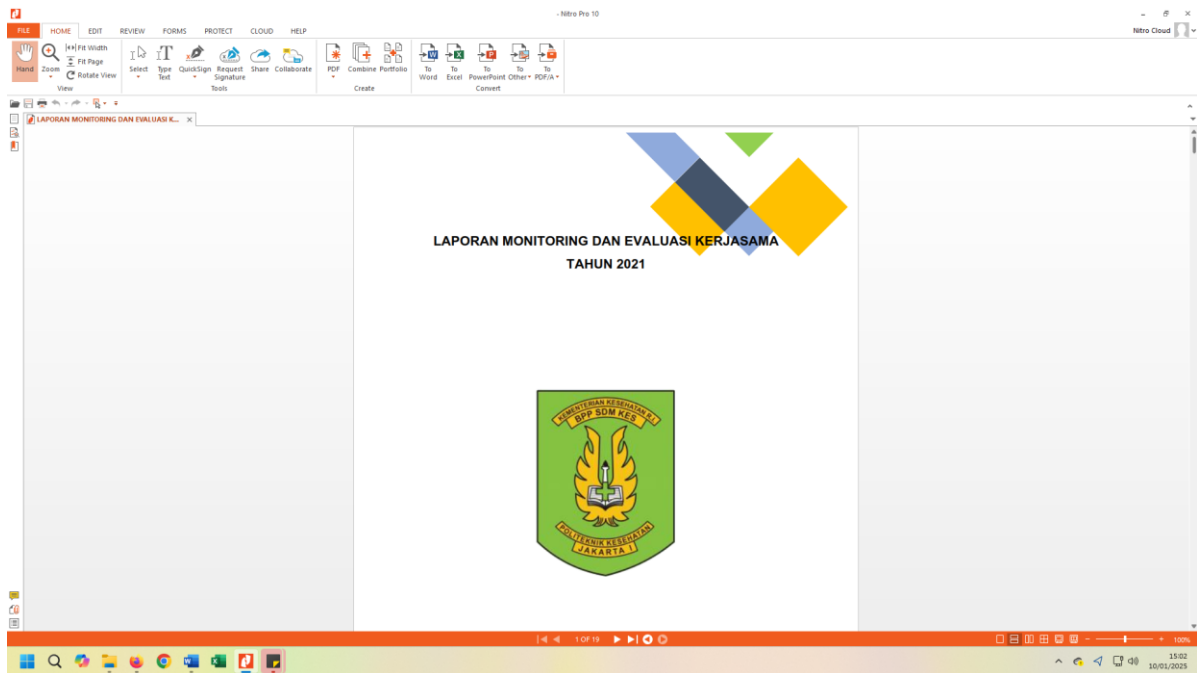 - Nitro Pro 10
FILE HOME EDIT REVIEW FORMS PROTECT CLOUD HELP
Nitro Cloud
Hand
Zoom
Fit Width
Fit Page
Rotate View
View
Select
Type Text
QuickSign
Request Signature
Share
Collaborate
Tools
PDF
Combine
Portfolio
Create
To Word
To Excel
To PowerPoint
To Other
To PDF/A
Convert
LAPORAN MONITORING DAN EVALUASI K...
LAPORAN MONITORING DAN EVALUASI KERJASAMA
TAHUN 2021
KEMENTERIAN KESEHATAN R.I.
BPP SDM KES
POLITEKNIK KESEHATAN
JAKARTA I
1 OF 19
100%
15:02
10/01/2025